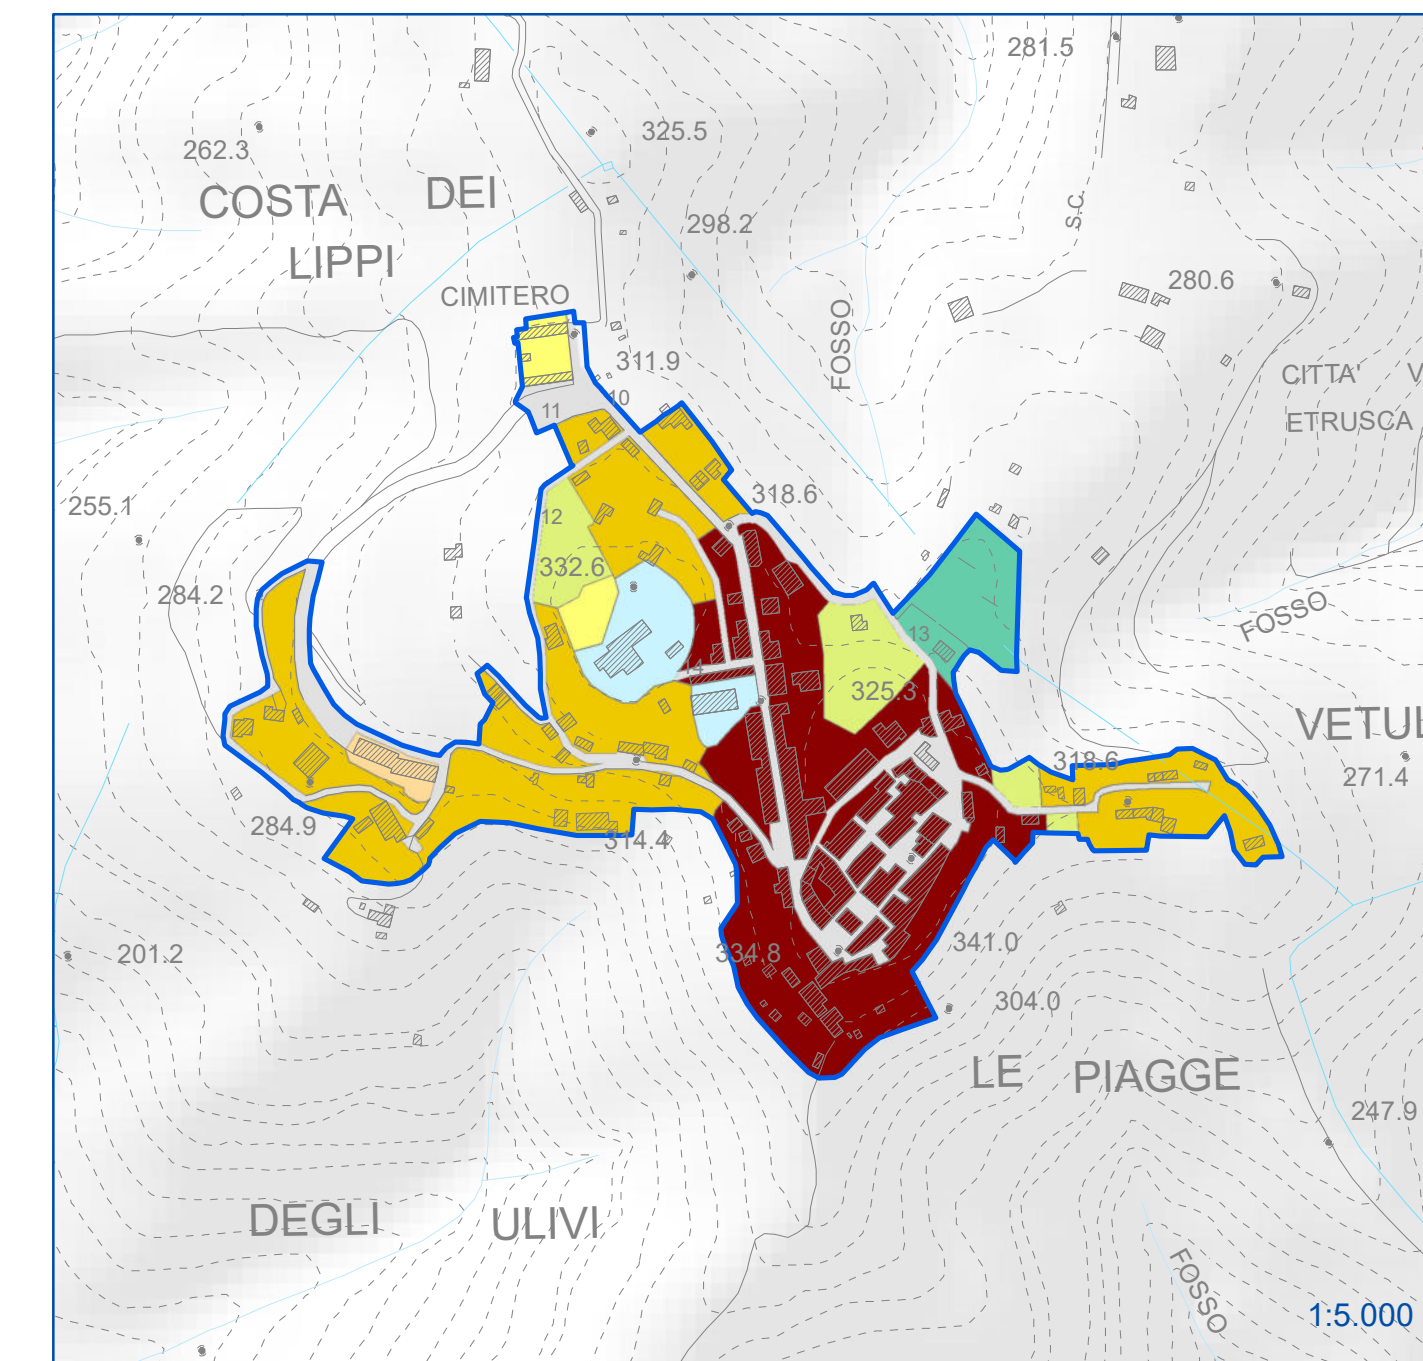 281.5
325.5
262.3
COSTA DEI
LIPPI
S.C.
298.2
280.6
CIMITERO
FOSSO
311.9
CITTA' V
10
11
ETRUSCA
318.6
255.1
12
332.6
284.2
FOSSO
13
14
325.3
VETUL
318.6
271.4
284.9
314.4
334.8
341.0
201.2
304.0
LE PIAGGE
247.9
DEGLI ULIVI
FOSSO
1:5.000